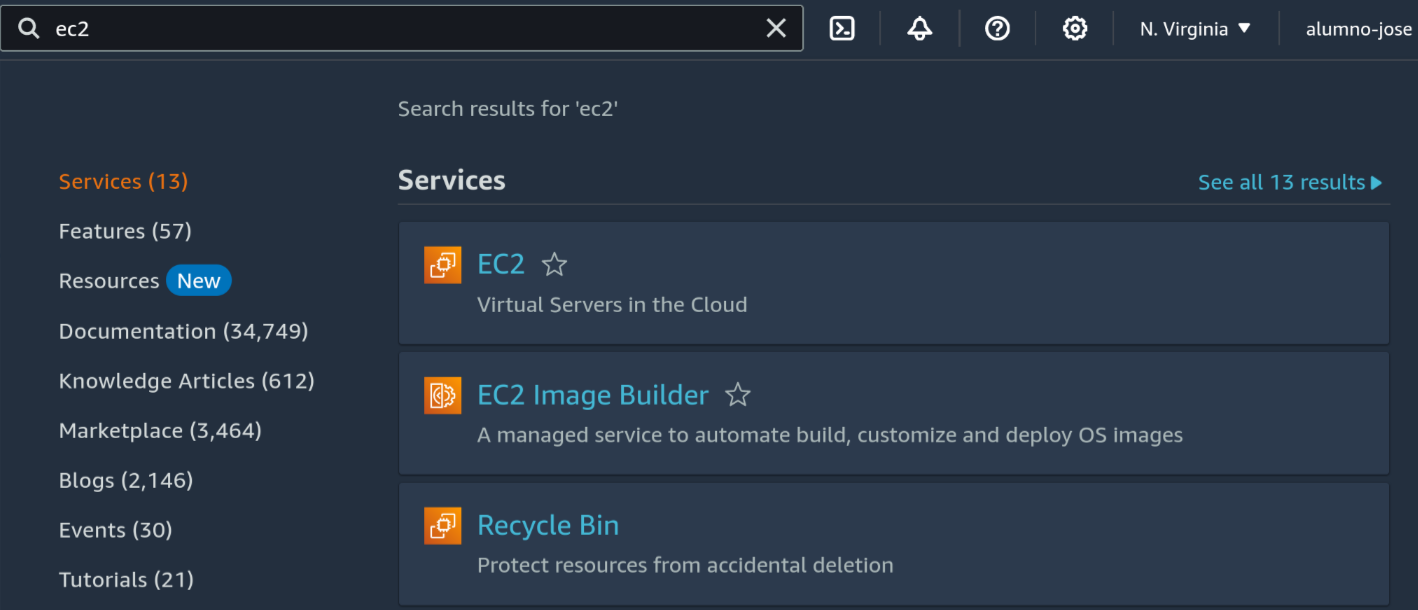 ec2
N. Virginia
alumno-jose
Search results for 'ec2'
Services (13)
Features (57)
Resources New
Documentation (34,749)
Knowledge Articles (612)
Marketplace (3,464)
Blogs (2,146)
Events (30)
Tutorials (21)
Services
See all 13 results
EC2
Virtual Servers in the Cloud
EC2 Image Builder
A managed service to automate build, customize and deploy OS images
Recycle Bin
Protect resources from accidental deletion